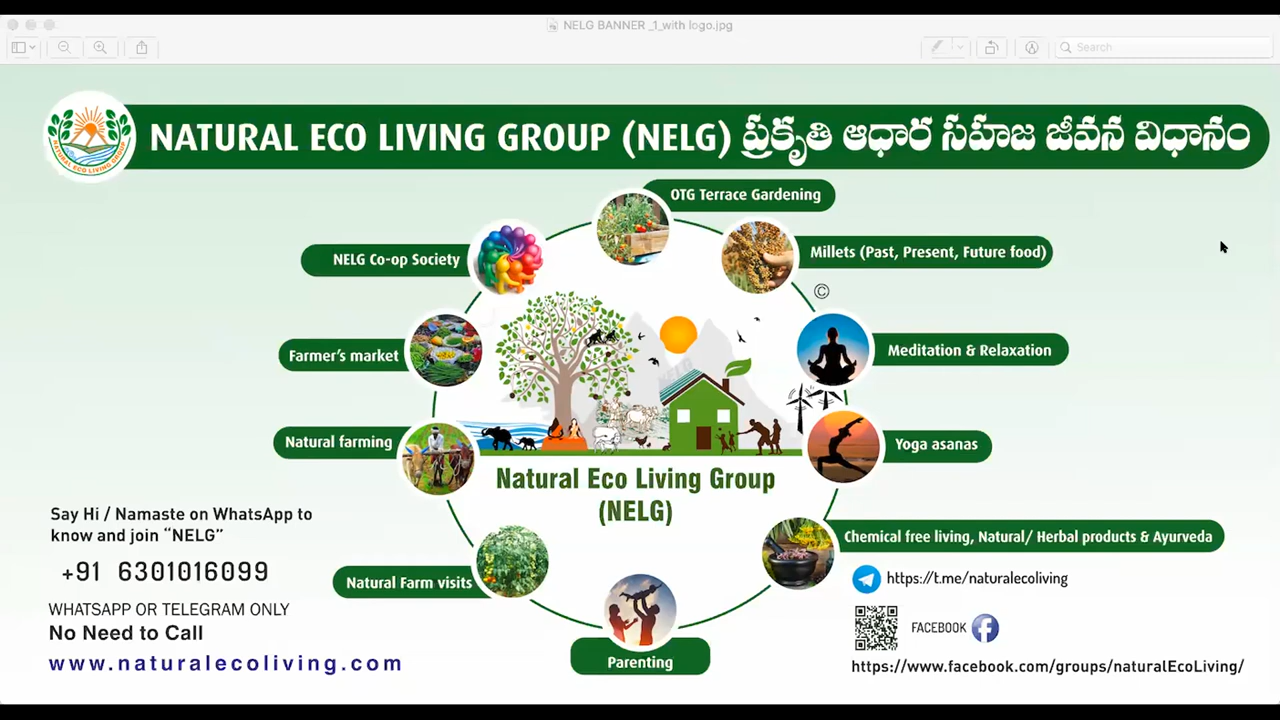 NELG BANNER _1_with logo.jpg
Search
NATURAL ECO LIVING GROUP (NELG) ప్రకృతి ఆధార సహజ జీవన విధానం
NATURAL ECO LIVING GROUP
OTG Terrace Gardening
NELG Co-op Society
Millets (Past, Present, Future food)
©
Farmer's market
Meditation & Relaxation
Natural farming
Yoga asanas
Natural Eco Living Group
(NELG)
Say Hi / Namaste on WhatsApp to
know and join “NELG”
+91 6301016099
Chemical free living, Natural/ Herbal products & Ayurveda
Natural Farm visits
https://t.me/naturalecoliving
WHATSAPP OR TELEGRAM ONLY
No Need to Call
FACEBOOK
www.naturalecoliving.com
Parenting
https://www.facebook.com/groups/naturalEcoLiving/